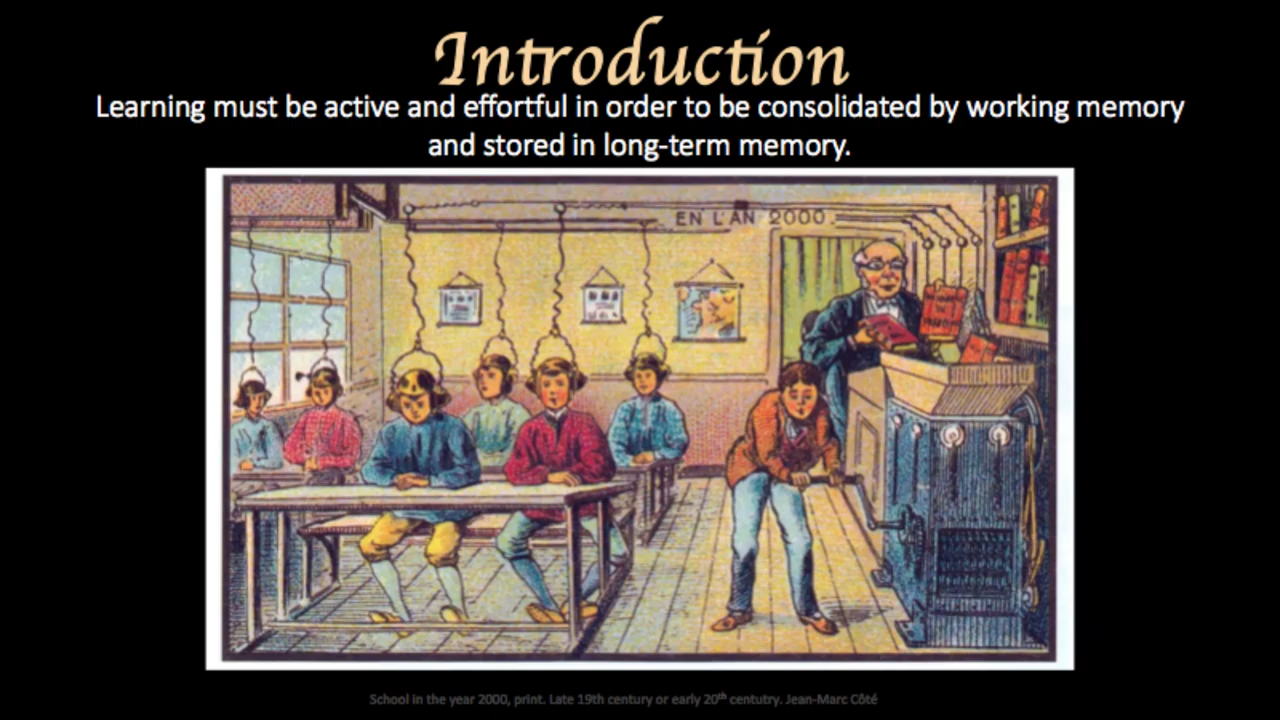 Introduction
Learning must be active and effortful in order to be consolidated by working memory
and stored in long-term memory.
EN L'AN 2000
School in the year 2000, print. Late 19th century or early 20th centutry. Jean-Marc Côté